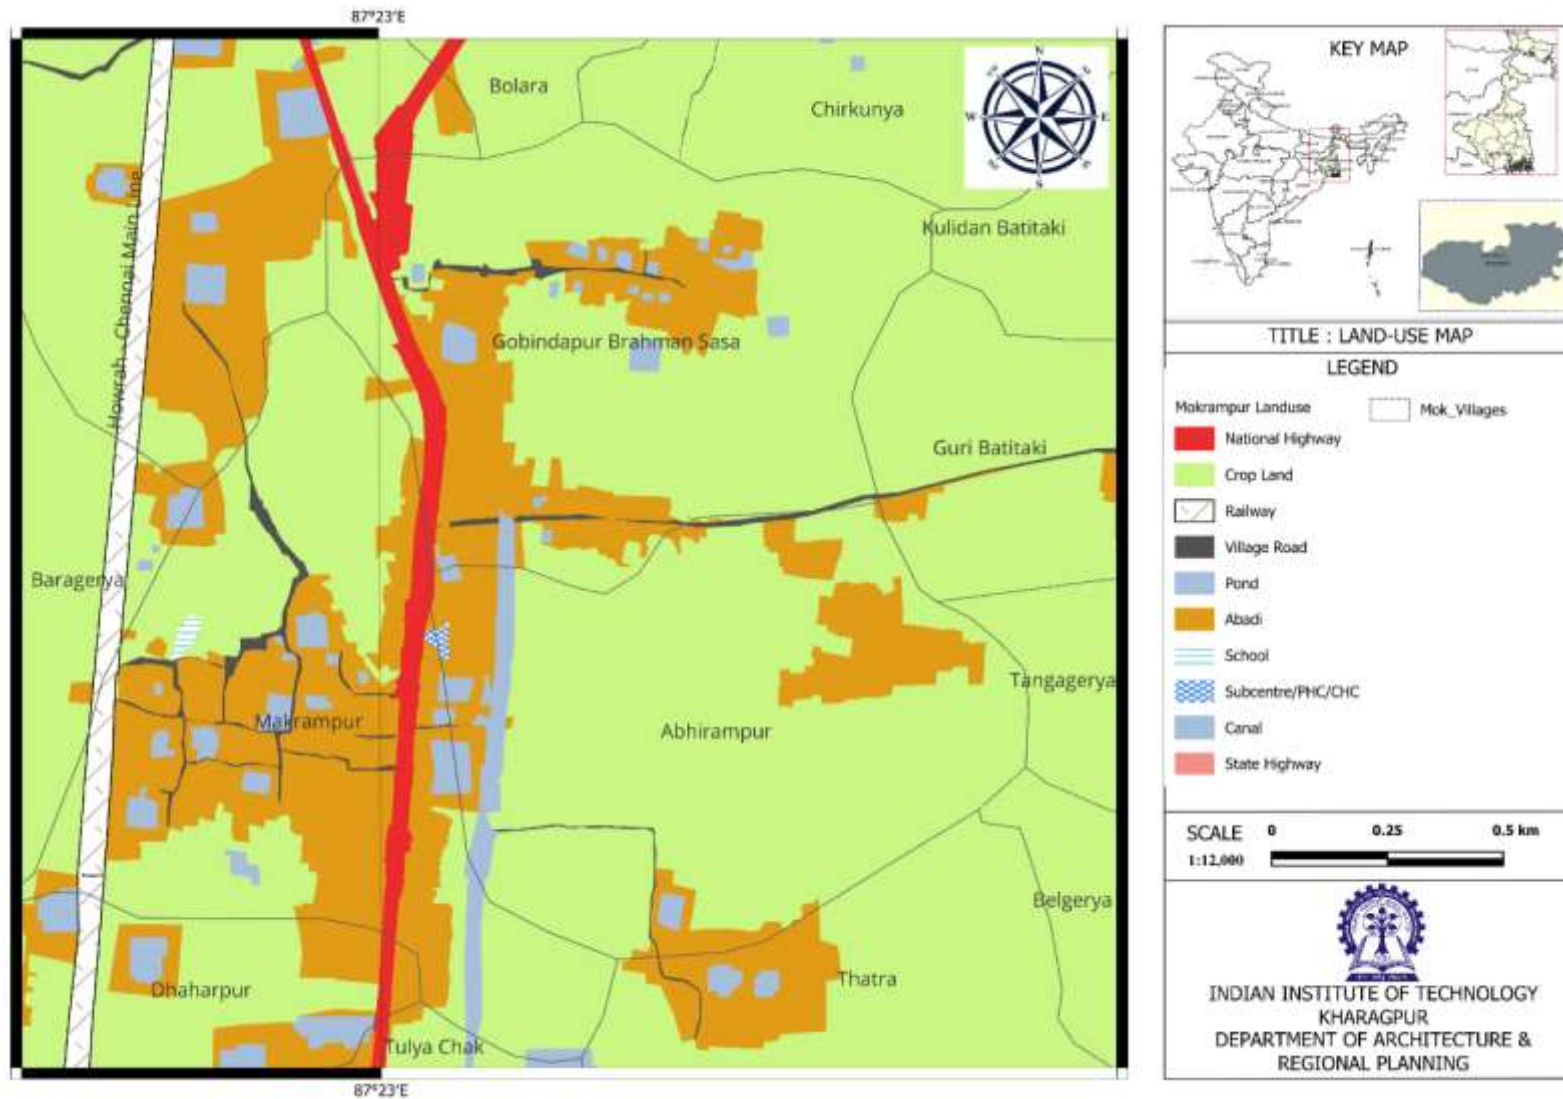 87°23'E
Bolara
Chirkunya
N
W
E
S
Howrah - Chennai Main Line
Kulidan Batitaki
Gobindapur Brahman Sasa
Guri Batitaki
Baragerya
Tangagerya
Makrampur
Abhirampur
Belgerya
Thatra
Dhaharpur
Tulya Chak
87°23'E
KEY MAP
TITLE : LAND-USE MAP
LEGEND
Mokrampur Landuse
Mok_Villages
National Highway
Crop Land
Railway
Village Road
Pond
Abadi
School
Subcentre/PHC/CHC
Canal
State Highway
SCALE
0 0.25 0.5 km
1:12,000
INDIAN INSTITUTE OF TECHNOLOGY
KHARAGPUR
DEPARTMENT OF ARCHITECTURE &
REGIONAL PLANNING